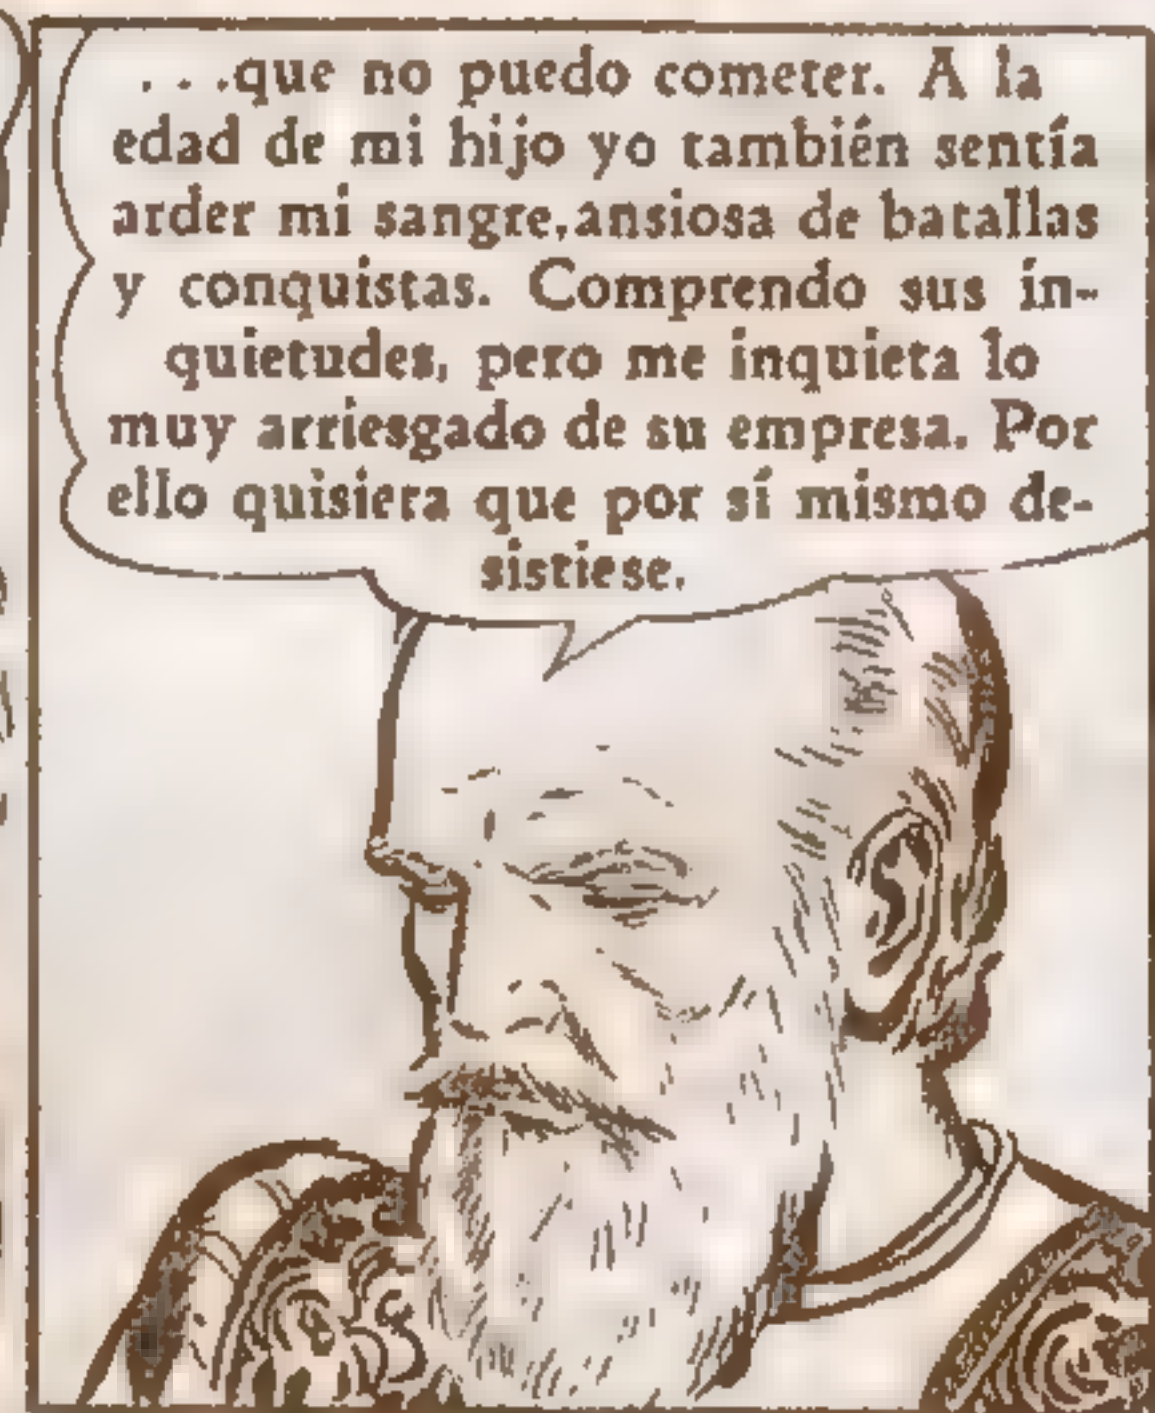 ...que no puedo cometer. A la
edad de mi hijo yo también sentía
arder mi sangre, ansiosa de batallas
y conquistas. Comprendo sus in-
quietudes, pero me inquieta lo
muy arriesgado de su empresa. Por
ello quisiera que por sí mismo de-
sistiese.